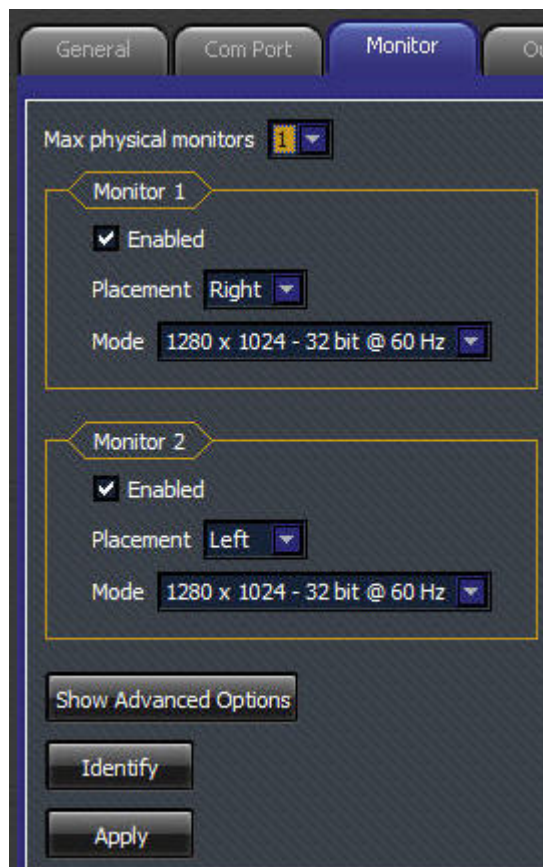 General Com Port Monitor
Max physical monitors 1
Monitor 1
Enabled
Placement Right
Mode 1280 x 1024 - 32 bit @ 60 Hz
Monitor 2
Enabled
Placement Left
Mode 1280 x 1024 - 32 bit @ 60 Hz
Show Advanced Options
Identify
Apply